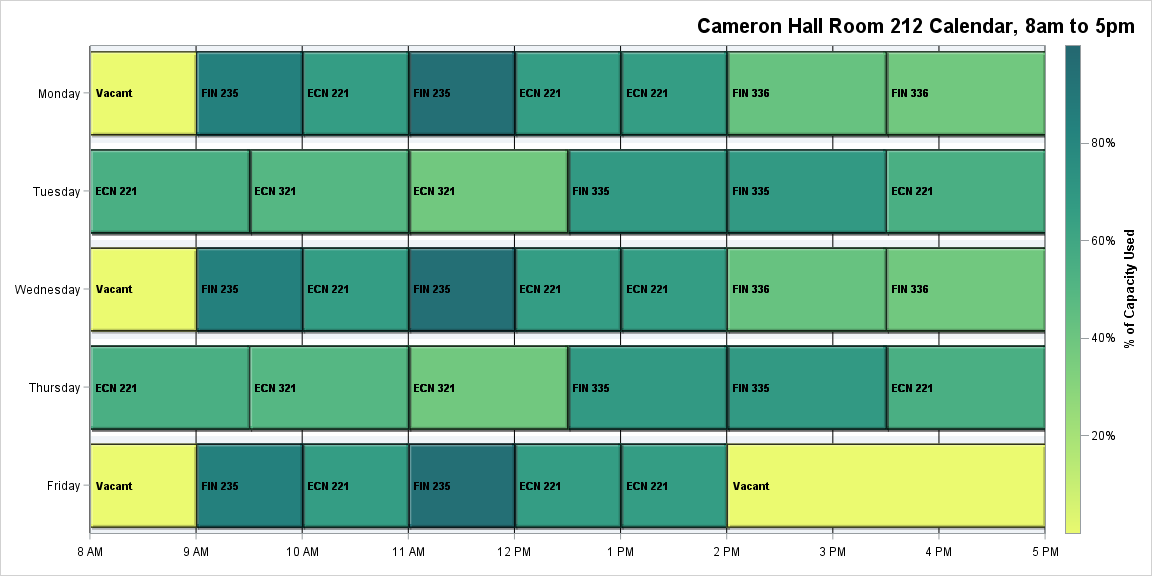 Cameron Hall Room 212 Calendar, 8am to 5pm
Monday Vacant FIN 235 ECN 221 FIN 235 ECN 221 ECN 221 FIN 336 FIN 336
80%
Tuesday ECN 221 ECN 321 ECN 321 FIN 335 FIN 335 ECN 221
60%
Wednesday Vacant FIN 235 ECN 221 FIN 235 ECN 221 ECN 221 FIN 336 FIN 336
% of Capacity Used
40%
Thursday ECN 221 ECN 321 ECN 321 FIN 335 FIN 335 ECN 221
20%
Friday Vacant FIN 235 ECN 221 FIN 235 ECN 221 ECN 221 Vacant
8 AM 9 AM 10 AM 11 AM 12 PM 1 PM 2 PM 3 PM 4 PM 5 PM